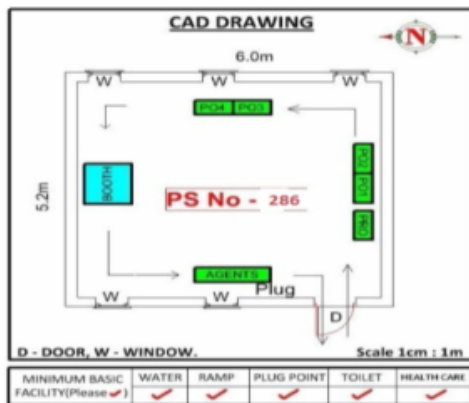 CAD DRAWING
N
6.0m
W W W
PO4 PO3
5.2m
BOOTH
PO2
PO1
PRO
PS No - 286
AGENTS
Plug
W W
D
D - DOOR, W - WINDOW. Scale 1cm : 1m
MINIMUM BASIC FACILITY(Please ✓) WATER RAMP PLUG POINT TOILET HEALTH CARE
✓ ✓ ✓ ✓ ✓